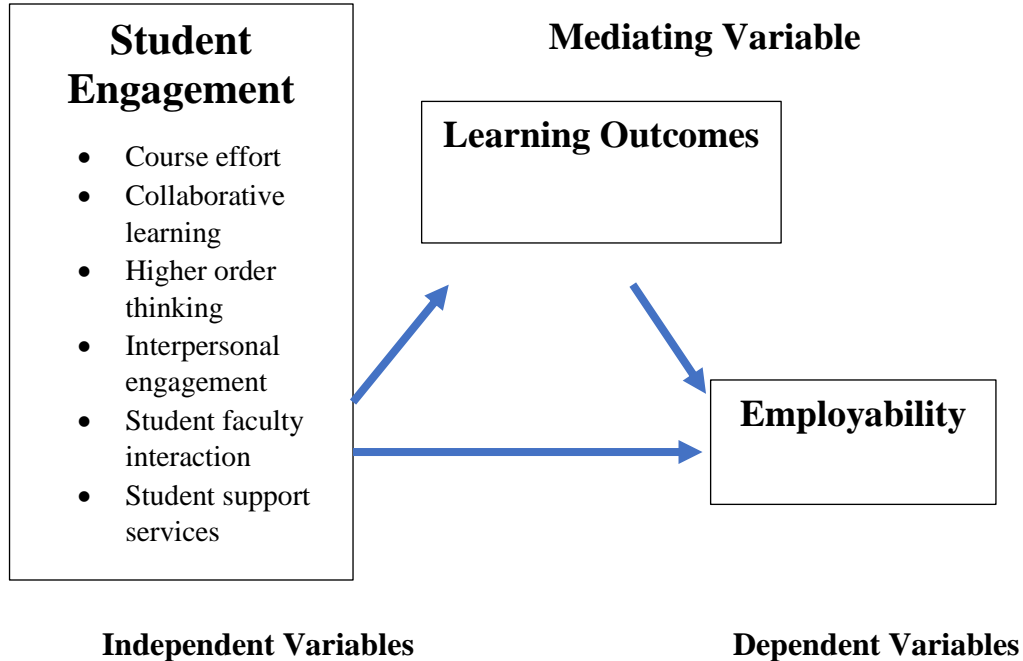 Student
Engagement
• Course effort
• Collaborative
learning
• Higher order
thinking
• Interpersonal
engagement
• Student faculty
interaction
• Student support
services
Mediating Variable
Learning Outcomes
Employability
Independent Variables
Dependent Variables